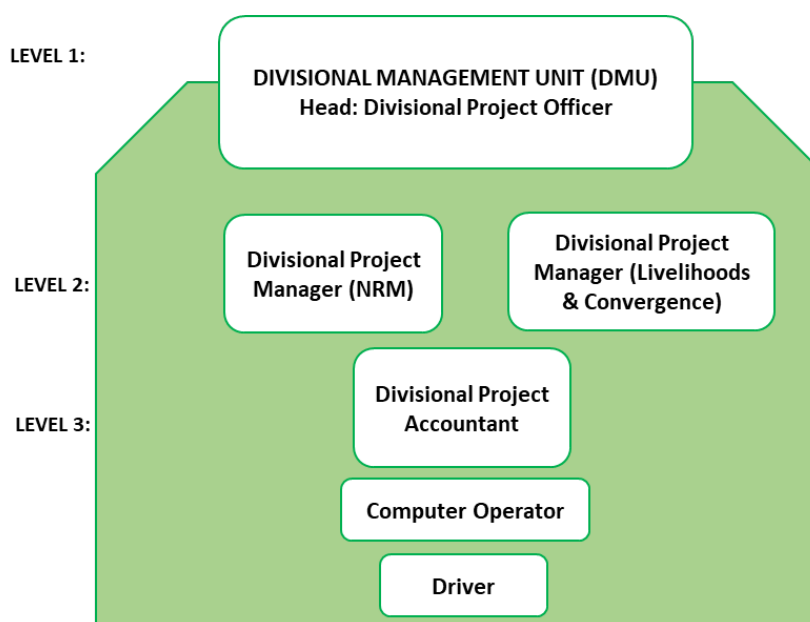 LEVEL 1:
DIVISIONAL MANAGEMENT UNIT (DMU)
Head: Divisional Project Officer
LEVEL 2:
Divisional Project
Manager (NRM)
Divisional Project
Manager (Livelihoods
& Convergence)
LEVEL 3:
Divisional Project
Accountant
Computer Operator
Driver